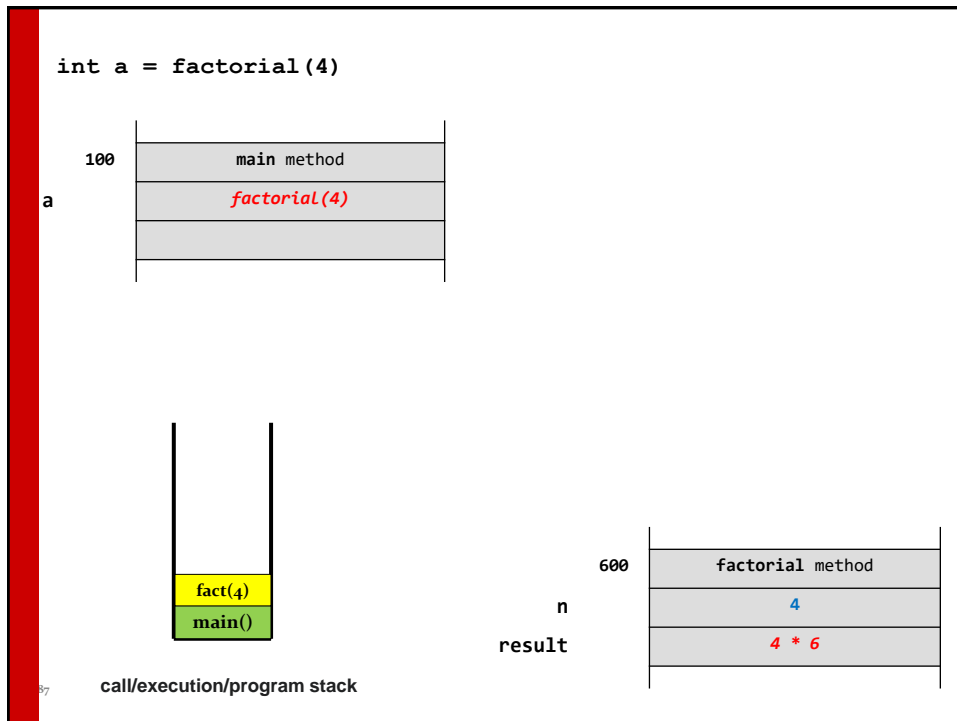 int a = factorial(4)
100 main method
a factorial(4)
fact(4)
main()
600 factorial method
n 4
result 4 * 6
87 call/execution/program stack